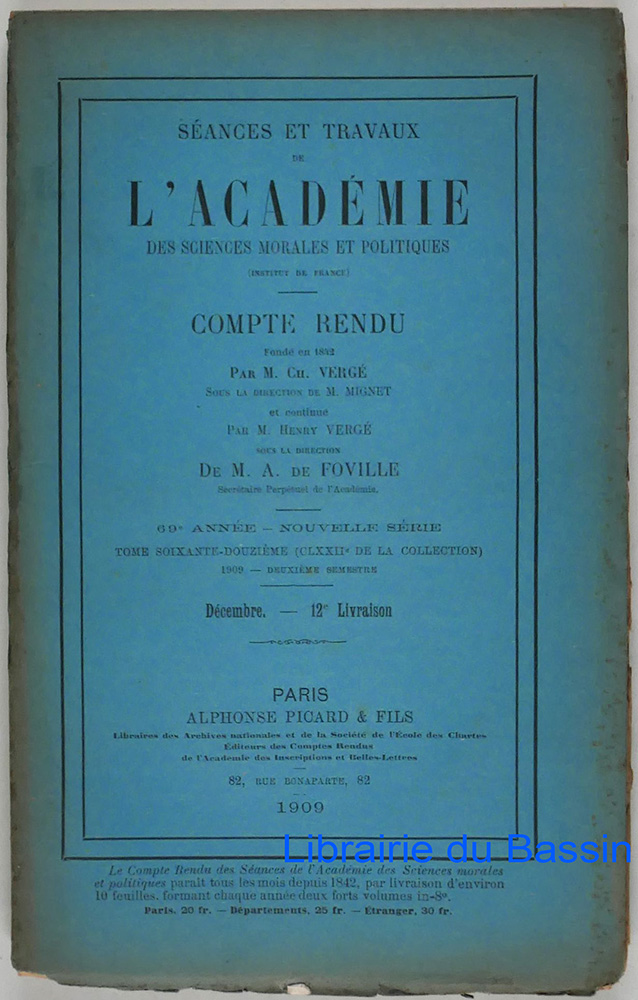 SÉANCES ET TRAVAUX
DE
L'ACADÉMIE
DES SCIENCES MORALES ET POLITIQUES
(INSTITUT DE FRANCE)
COMPTE RENDU
Fondé en 1842
PAR M. CH. VERGÉ
SOUS LA DIRECTION DE M. MIGNET
et continué
PAR M. HENRY VERGÉ
SOUS LA DIRECTION
DE M. A. DE FOVILLE
Secrétaire Perpétuel de l'Académie.
69e ANNÉE – NOUVELLE SÉRIE
TOME SOIXANTE-DOUZIÈME (CLXXIIe DE LA COLLECTION)
1909 — DEUXIÈME SEMESTRE
Décembre. — 12e Livraison
PARIS
ALPHONSE PICARD & FILS
Libraires des Archives nationales et de la Société de l'École des Chartes
Éditeurs des Comptes Rendus
de l'Académie des Inscriptions et Belles-Lettres
82, RUE BONAPARTE, 82
1909
Librairie du Bassin
Le Compte Rendu des Séances de l'Académie des Sciences morales
et politiques paraît tous les mois depuis 1842, par livraison d'environ
10 feuilles, formant chaque année deux forts volumes in-8o.
Paris, 20 fr. — Départements, 25 fr. — Étranger, 30 fr.